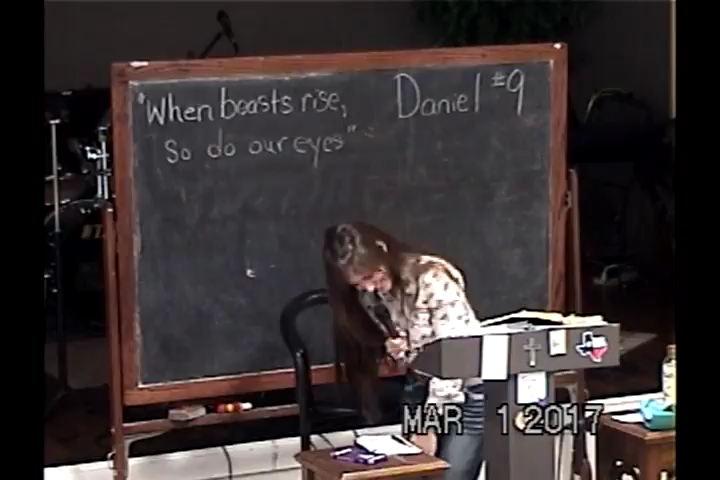 "When beasts rise,
So do our eyes"
Daniel #9
MAR 1 2017